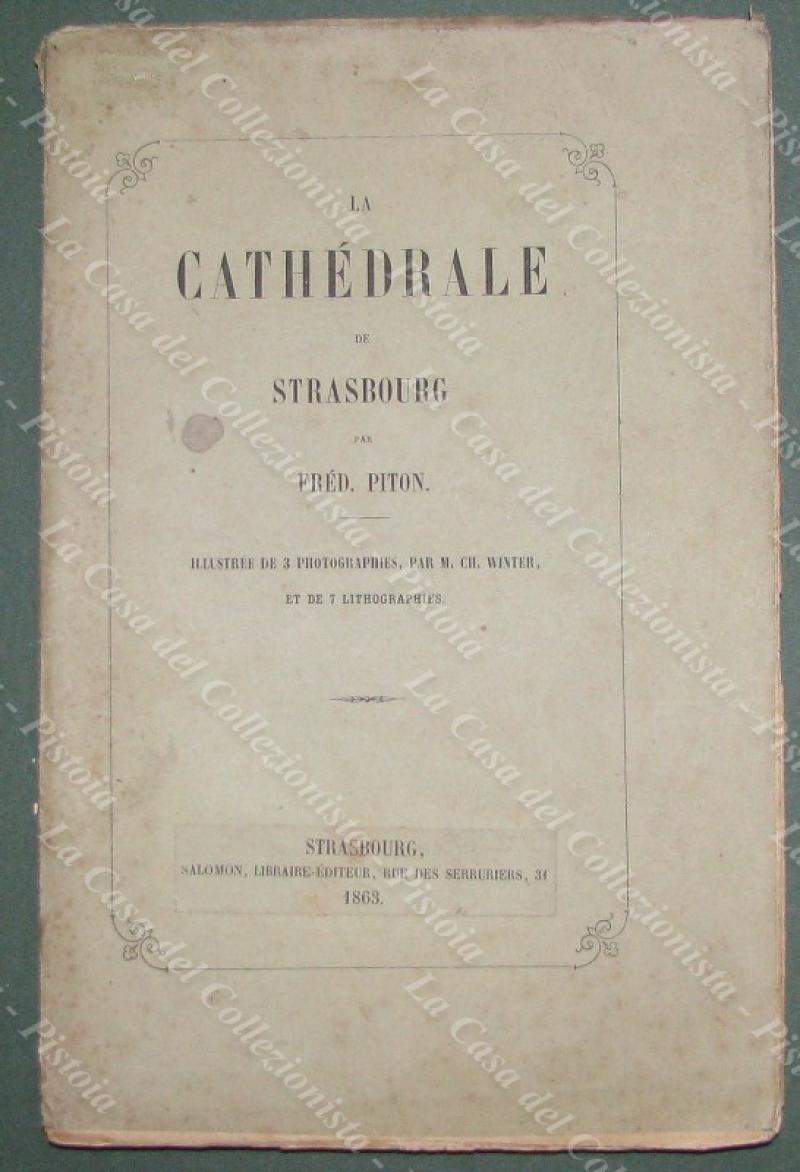 LA
CATHÉDRALE
DE
STRASBOURG
PAR
FRÉD. PITON.
ILLUSTRÉE DE 3 PHOTOGRAPHIES, PAR M. CH. WINTER,
ET DE 7 LITHOGRAPHIES.
STRASBOURG,
SALOMON, LIBRAIRE-ÉDITEUR, RUE DES SERRURIERS, 31
1863.
La Casa del Collezionista - Pistoia